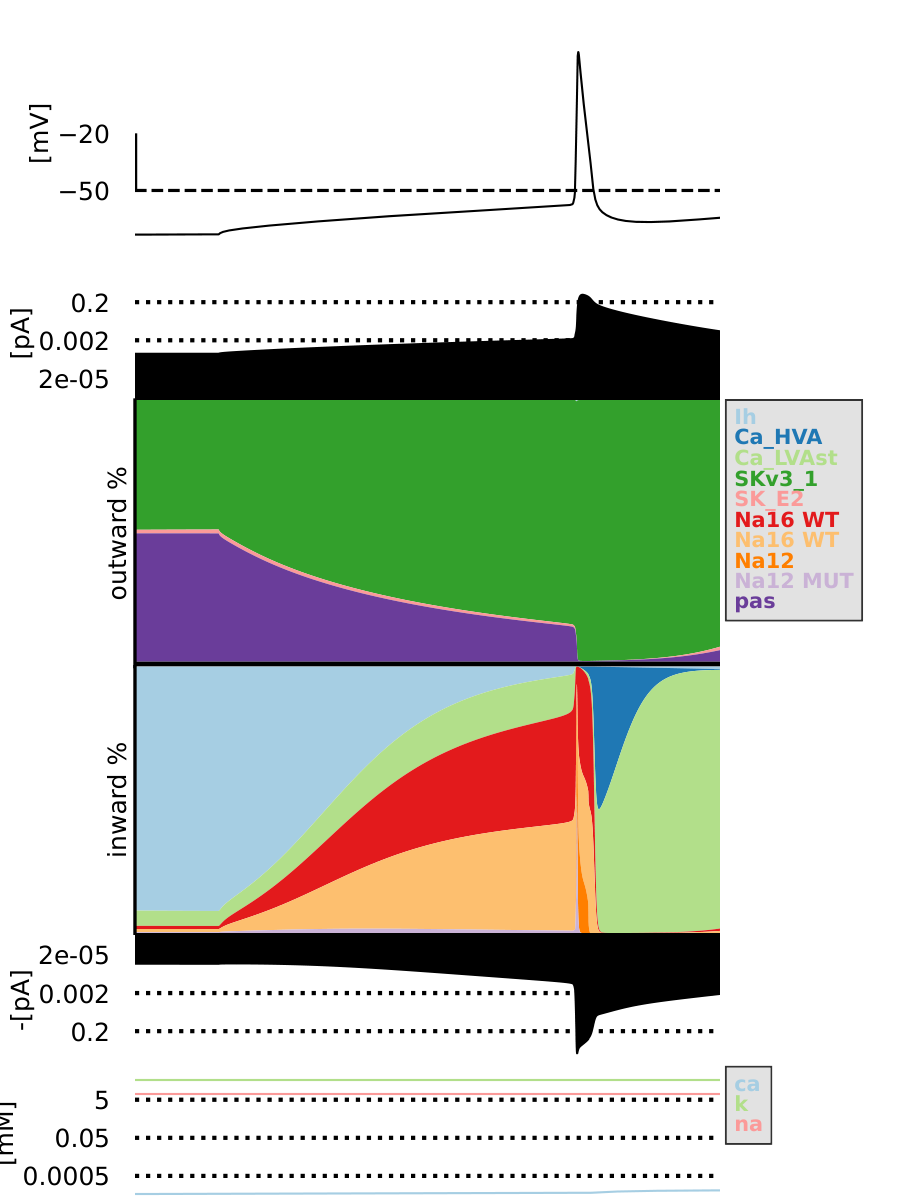 [mV]
−20
−50
[pA]
0.2
0.002
2e-05
outward %
Ih
Ca_HVA
Ca_LVAst
SKv3_1
SK_E2
Na16 WT
Na16 WT
Na12
Na12 MUT
pas
inward %
-[pA]
2e-05
0.002
0.2
[mM]
5
0.05
0.0005
ca
k
na